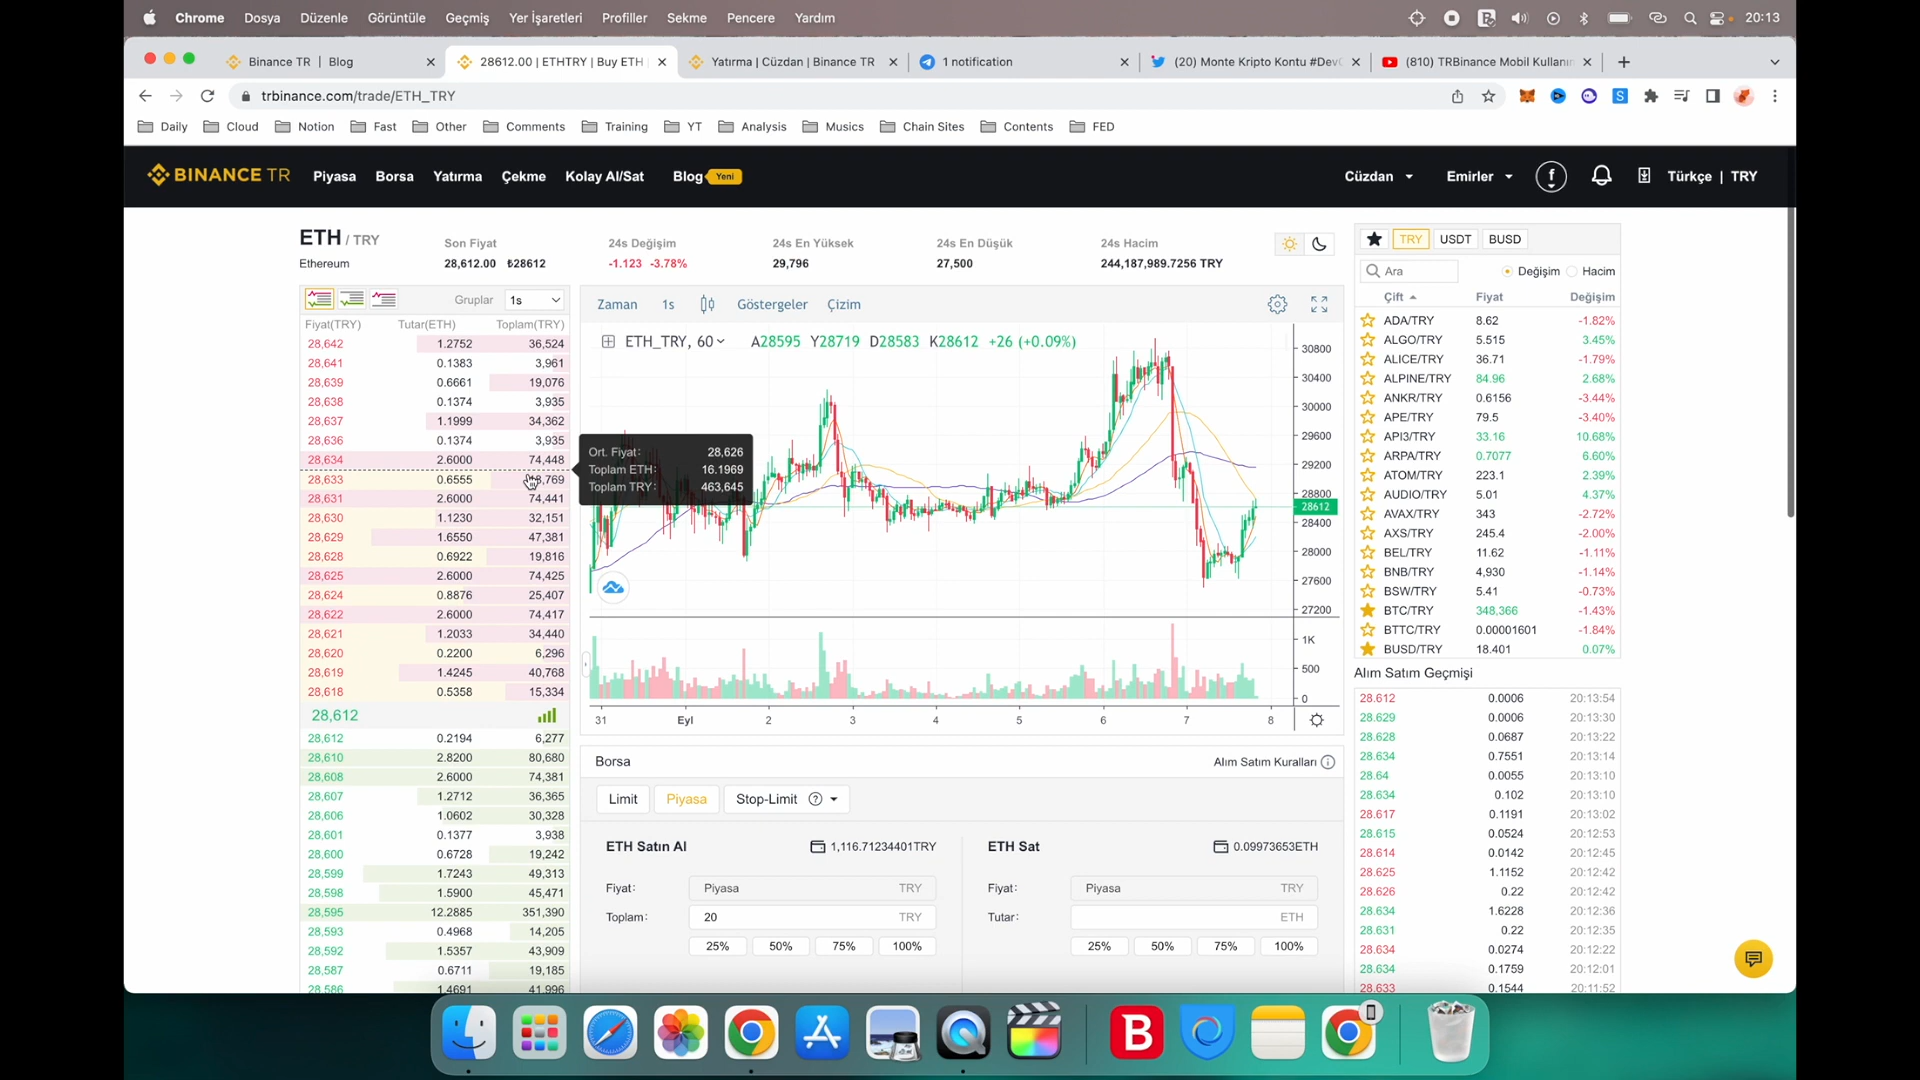 Chrome Dosya Düzenle Görüntüle Geçmiş Yer İşaretleri Profiller Sekme Pencere Yardım 20:13
Binance TR | Blog
28612.00 | ETHTRY | Buy ETH
Yatırma | Cüzdan | Binance TR
1 notification
(20) Monte Kripto Kontu #Dev
(810) TRBinance Mobil Kullanın
trbinance.com/trade/ETH_TRY
Daily Cloud Notion Fast Other Comments Training YT Analysis Musics Chain Sites Contents FED
BINANCE TR Piyasa Borsa Yatırma Çekme Kolay Al/Sat Blog Yeni Cüzdan Emirler Türkçe | TRY
ETH / TRY
Ethereum
Son Fiyat
28,612.00 ₺28612
24s Değişim
-1.123 -3.78%
24s En Yüksek
29,796
24s En Düşük
27,500
24s Hacim
244,187,989.7256 TRY
Gruplar 1s
Fiyat(TRY) Tutar(ETH) Toplam(TRY)
28,642 1.2752 36,524
28,641 0.1383 3,961
28,639 0.6661 19,076
28,638 0.1374 3,935
28,637 1.1999 34,362
28,636 0.1374 3,935
28,634 2.6000 74,448
28,633 0.6555 8,769
28,631 2.6000 74,441
28,630 1.1230 32,151
28,629 1.6550 47,381
28,628 0.6922 19,816
28,625 2.6000 74,425
28,624 0.8876 25,407
28,622 2.6000 74,417
28,621 1.2033 34,440
28,620 0.2200 6,296
28,619 1.4245 40,768
28,618 0.5358 15,334
28,612
28,612 0.2194 6,277
28,610 2.8200 80,680
28,608 2.6000 74,381
28,607 1.2712 36,365
28,606 1.0602 30,328
28,601 0.1377 3,938
28,600 0.6728 19,242
28,599 1.7243 49,313
28,598 1.5900 45,471
28,595 12.2885 351,390
28,593 0.4968 14,205
28,592 1.5357 43,909
28,587 0.6711 19,185
28,586 1.4691 41,996
Zaman 1s Göstergeler Çizim
ETH_TRY, 60 A28595 Y28719 D28583 K28612 +26 (+0.09%)
Ort. Fiyat: 28,626
Toplam ETH: 16.1969
Toplam TRY: 463,645
30800
30400
30000
29600
29200
28800
28612
28400
28000
27600
27200
1K
500
0
31 Eyl 2 3 4 5 6 7 8
Borsa Alım Satım Kuralları
Limit Piyasa Stop-Limit
ETH Satın Al 1,116.71234401TRY
Fiyat: Piyasa TRY
Toplam: 20 TRY
25% 50% 75% 100%
ETH Sat 0.09973653ETH
Fiyat: Piyasa TRY
Tutar: ETH
25% 50% 75% 100%
TRY USDT BUSD
Ara Değişim Hacim
Çift Fiyat Değişim
ADA/TRY 8.62 -1.82%
ALGO/TRY 5.515 3.45%
ALICE/TRY 36.71 -1.79%
ALPINE/TRY 84.96 2.68%
ANKR/TRY 0.6156 -3.44%
APE/TRY 79.5 -3.40%
API3/TRY 33.16 10.68%
ARPA/TRY 0.7077 6.60%
ATOM/TRY 223.1 2.39%
AUDIO/TRY 5.01 4.37%
AVAX/TRY 343 -2.72%
AXS/TRY 245.4 -2.00%
BEL/TRY 11.62 -1.11%
BNB/TRY 4,930 -1.14%
BSW/TRY 5.41 -0.73%
BTC/TRY 348,366 -1.43%
BTTC/TRY 0.00001601 -1.84%
BUSD/TRY 18.401 0.07%
Alım Satım Geçmişi
28.612 0.0006 20:13:54
28.629 0.0006 20:13:30
28.628 0.0687 20:13:22
28.634 0.7551 20:13:14
28.64 0.0055 20:13:10
28.634 0.102 20:13:10
28.617 0.1191 20:13:02
28.615 0.0524 20:12:53
28.614 0.0142 20:12:45
28.625 1.1152 20:12:42
28.626 0.22 20:12:42
28.634 1.6228 20:12:36
28.631 0.22 20:12:35
28.634 0.0274 20:12:22
28.634 0.1759 20:12:01
28.633 0.1544 20:11:52